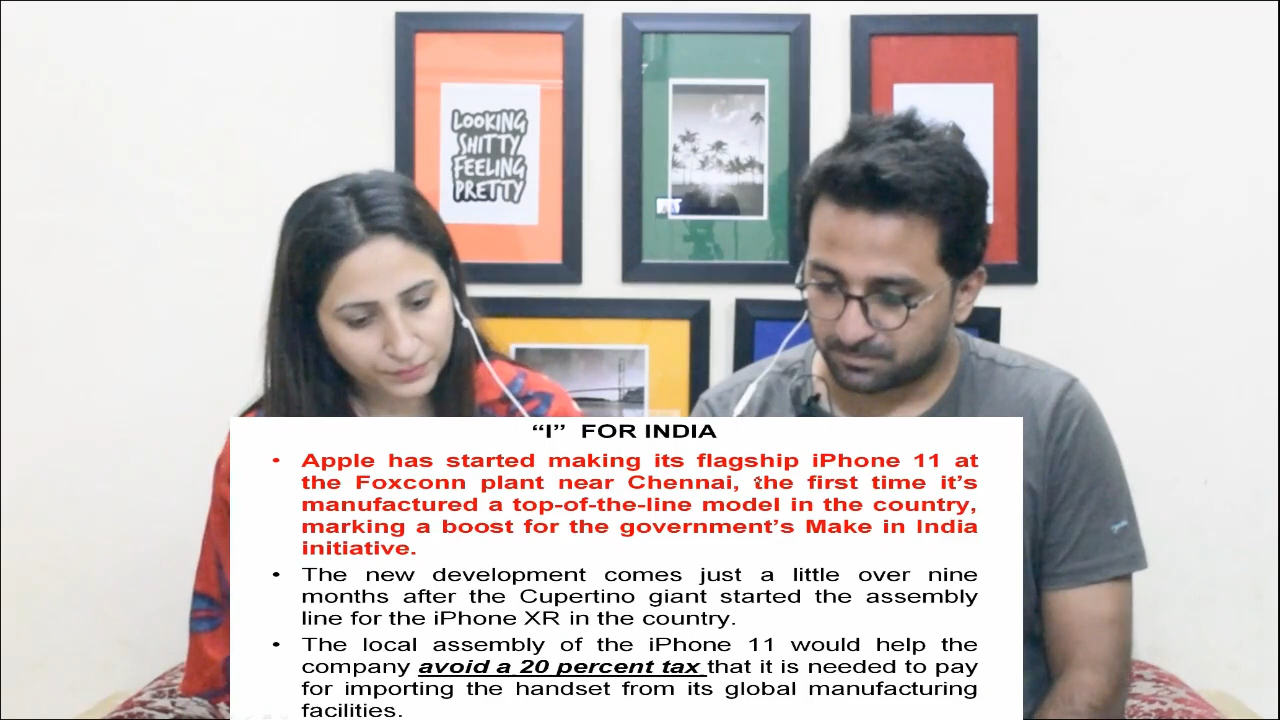 LOOKING
SHITTY
FEELING
PRETTY
“I” FOR INDIA
• Apple has started making its flagship iPhone 11 at
the Foxconn plant near Chennai, the first time it’s
manufactured a top-of-the-line model in the country,
marking a boost for the government’s Make in India
initiative.
• The new development comes just a little over nine
months after the Cupertino giant started the assembly
line for the iPhone XR in the country.
• The local assembly of the iPhone 11 would help the
company avoid a 20 percent tax that it is needed to pay
for importing the handset from its global manufacturing
facilities.